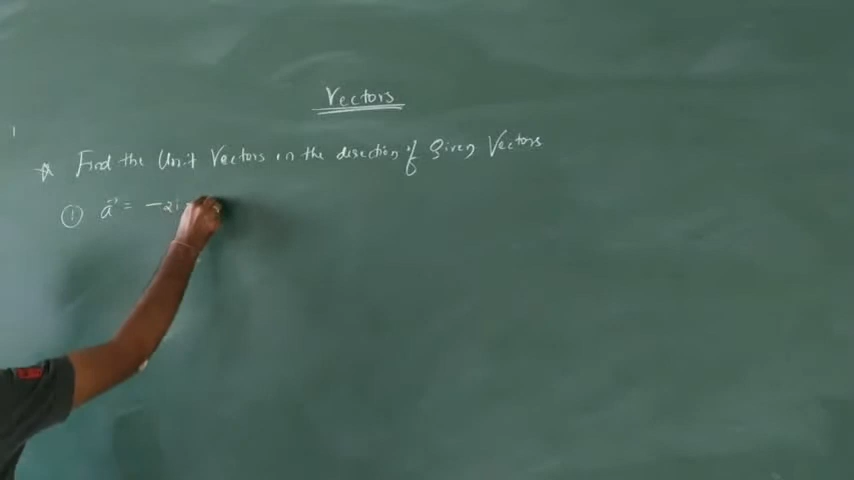 Vectors
Find the Unit Vectors in the direction of given Vectors
① a⃗ = -2i